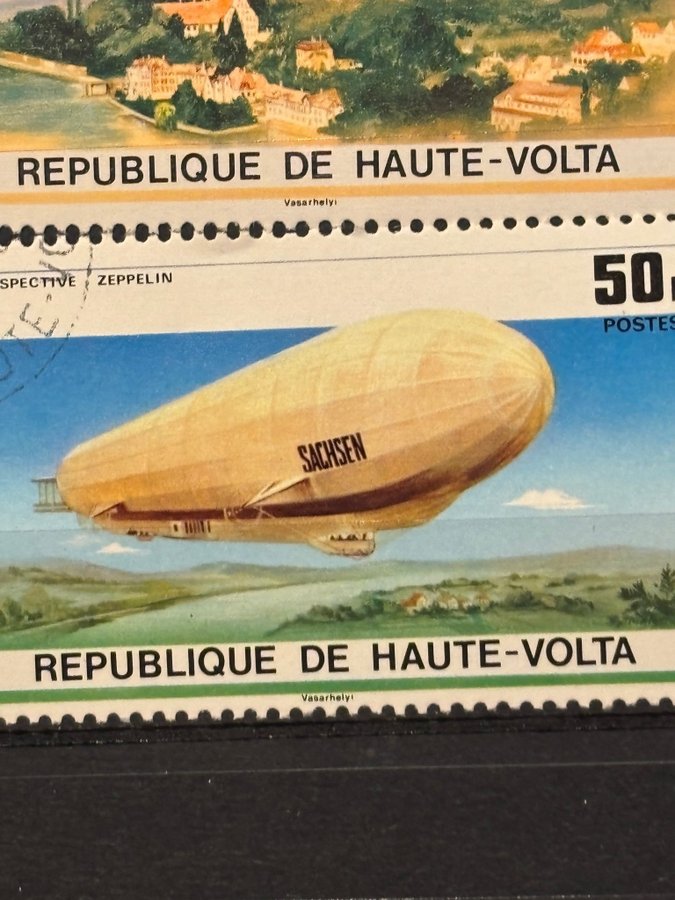 REPUBLIQUE DE HAUTE-VOLTA
Vasarhelyi
SPECTIVE ZEPPELIN
50
POSTES
SACHSEN
REPUBLIQUE DE HAUTE-VOLTA
Vasarhelyi